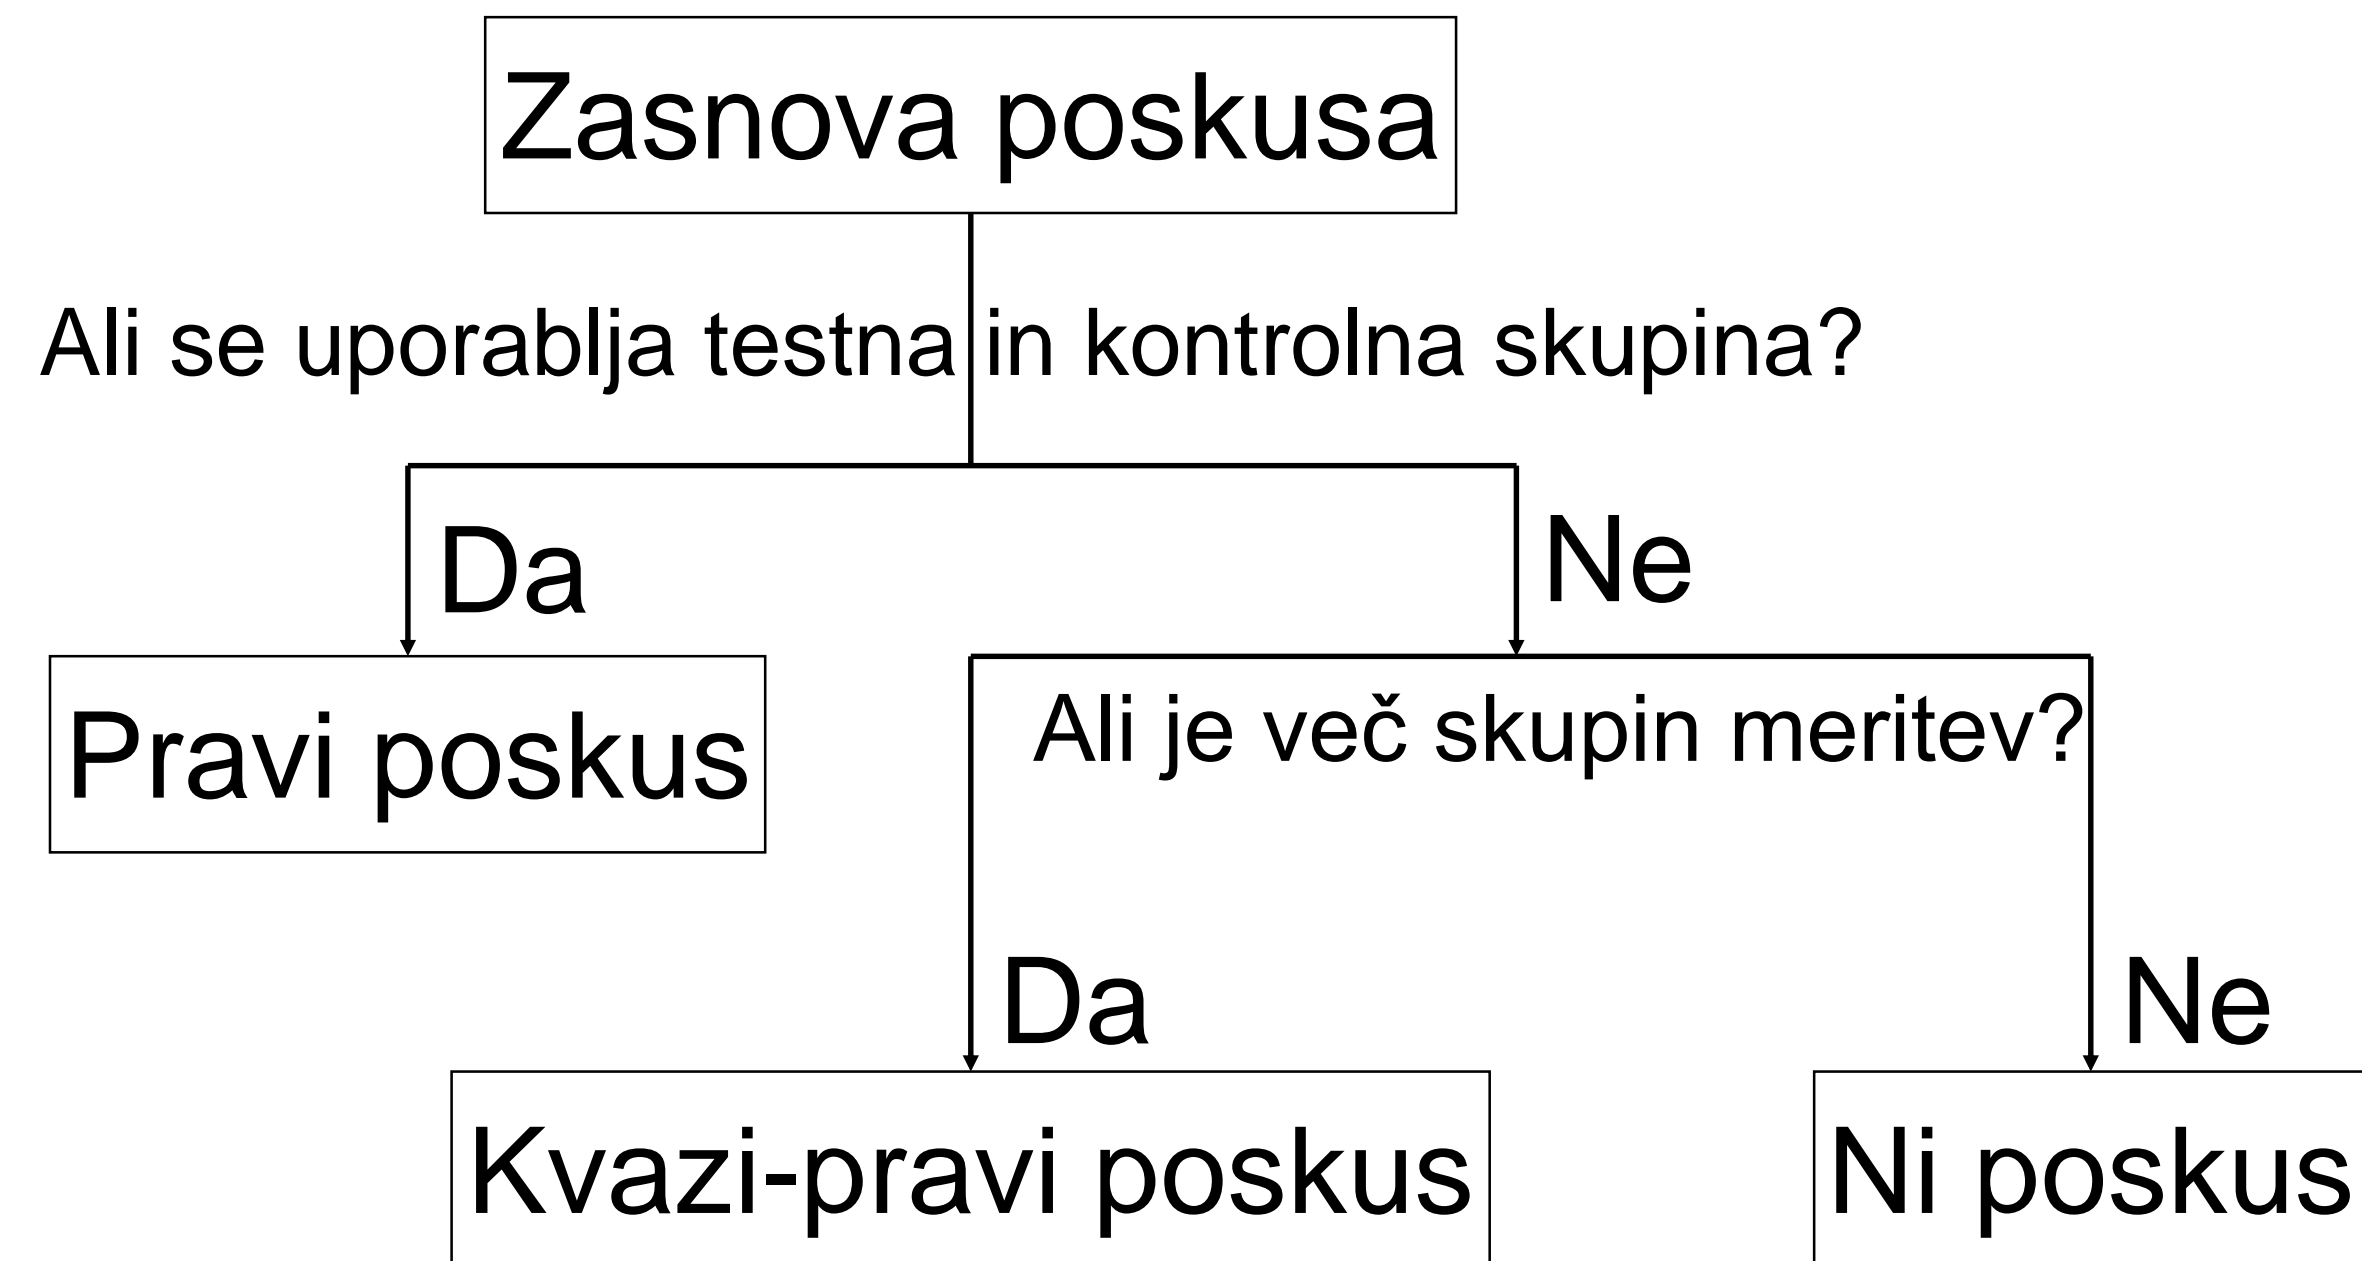 Zasnova poskusa
Ali se uporablja testna in kontrolna skupina?
Da
Ne
Pravi poskus
Ali je več skupin meritev?
Da
Ne
Kvazi-pravi poskus
Ni poskus